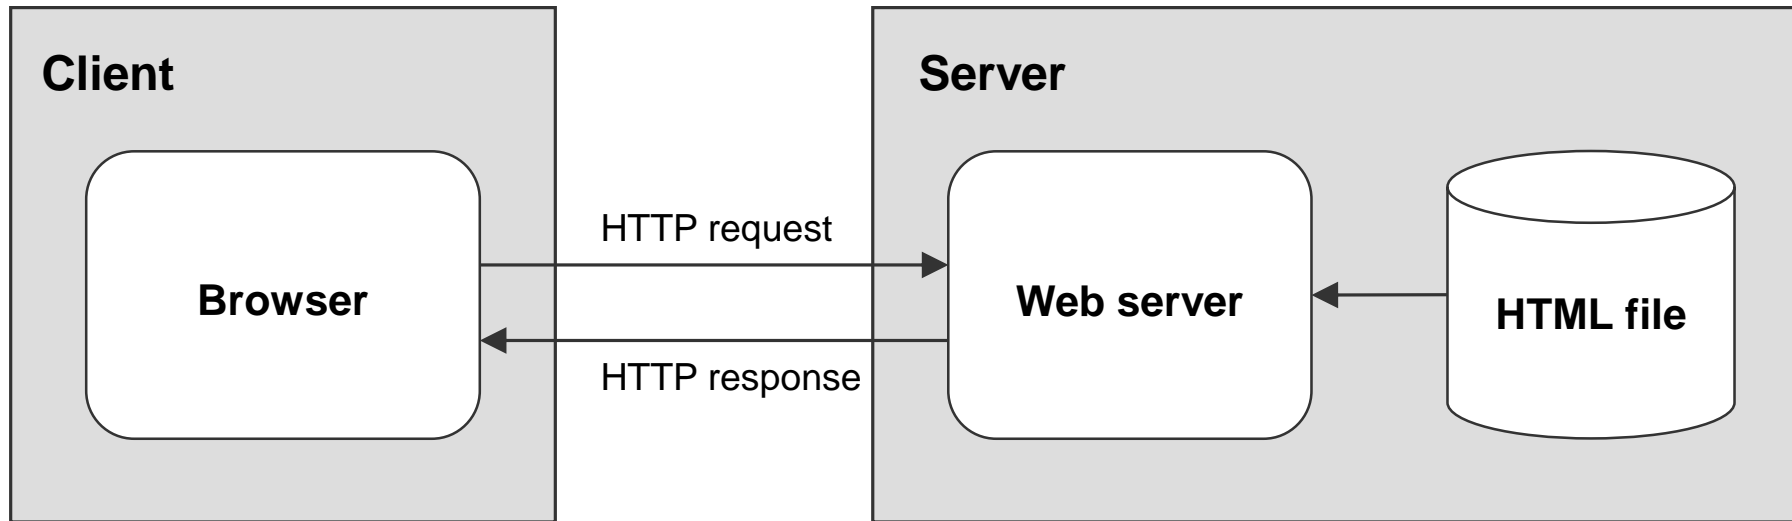 Client
Server
HTTP request
Browser
Web server
HTML file
HTTP response